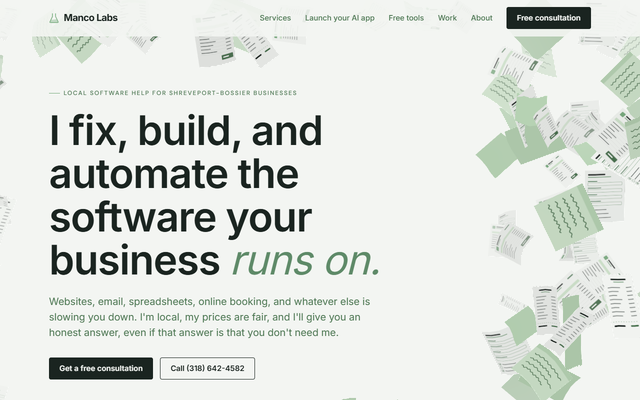 Manco Labs
Services
Launch your AI app
Free tools
Work
About
Free consultation
LOCAL SOFTWARE HELP FOR SHREVEPORT-BOSSIER BUSINESSES
I fix, build, and
automate the
software your
business runs on.
Websites, email, spreadsheets, online booking, and whatever else is
slowing you down. I'm local, my prices are fair, and I'll give you an
honest answer, even if that answer is that you don't need me.
Get a free consultation
Call (318) 642-4582